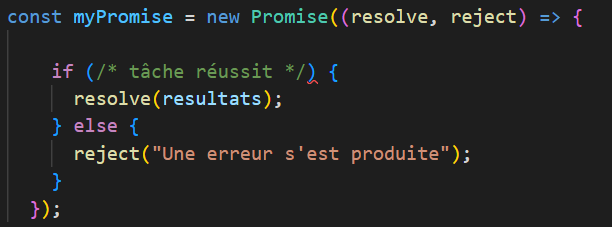 const myPromise = new Promise((resolve, reject) => {
if (/* tâche réussit */) {
resolve(resultats);
} else {
reject("Une erreur s'est produite");
}
});